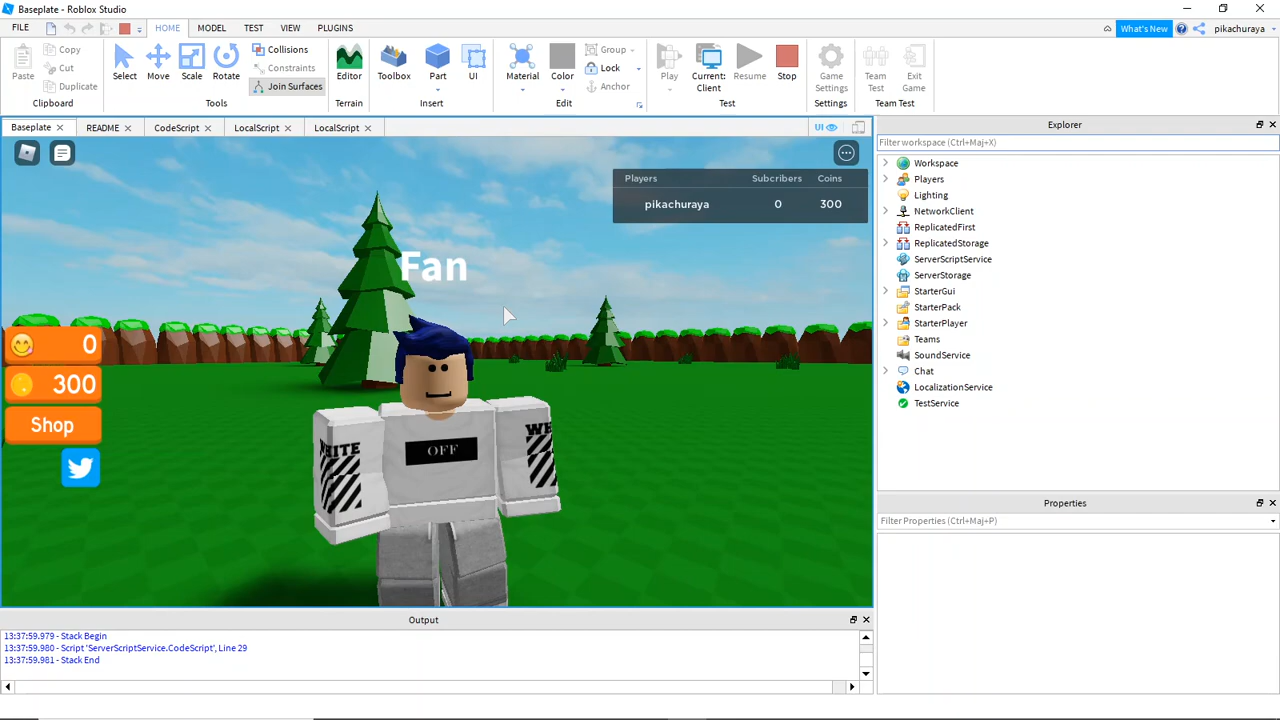 Baseplate - Roblox Studio
FILE HOME MODEL TEST VIEW PLUGINS What's New pikachuraya
Paste Copy Cut Duplicate Select Move Scale Rotate Collisions Constraints Join Surfaces Editor Toolbox Part UI Material Color Group Lock Anchor Play Current: Client Resume Stop Game Settings Team Test Exit Game
Clipboard Tools Terrain Insert Edit Test Settings Team Test
Baseplate README CodeScript LocalScript LocalScript UI
Players Subcribers Coins
pikachuraya 0 300
Fan
0
300
Shop
WHITE
OFF
WH
Explorer
Filter workspace (Ctrl+Maj+X)
Workspace
Players
Lighting
NetworkClient
ReplicatedFirst
ReplicatedStorage
ServerScriptService
ServerStorage
StarterGui
StarterPack
StarterPlayer
Teams
SoundService
Chat
LocalizationService
TestService
Properties
Filter Properties (Ctrl+Maj+P)
Output
13:37:59.979 - Stack Begin
13:37:59.980 - Script 'ServerScriptService.CodeScript', Line 29
13:37:59.981 - Stack End